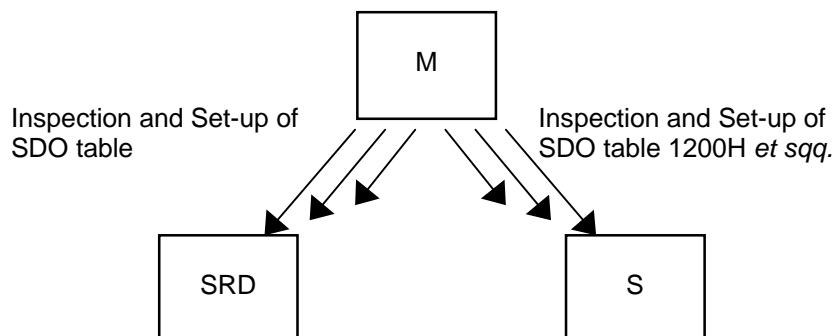 M
Inspection and Set-up of
SDO table
Inspection and Set-up of
SDO table 1200H et sqq.
SRD
S